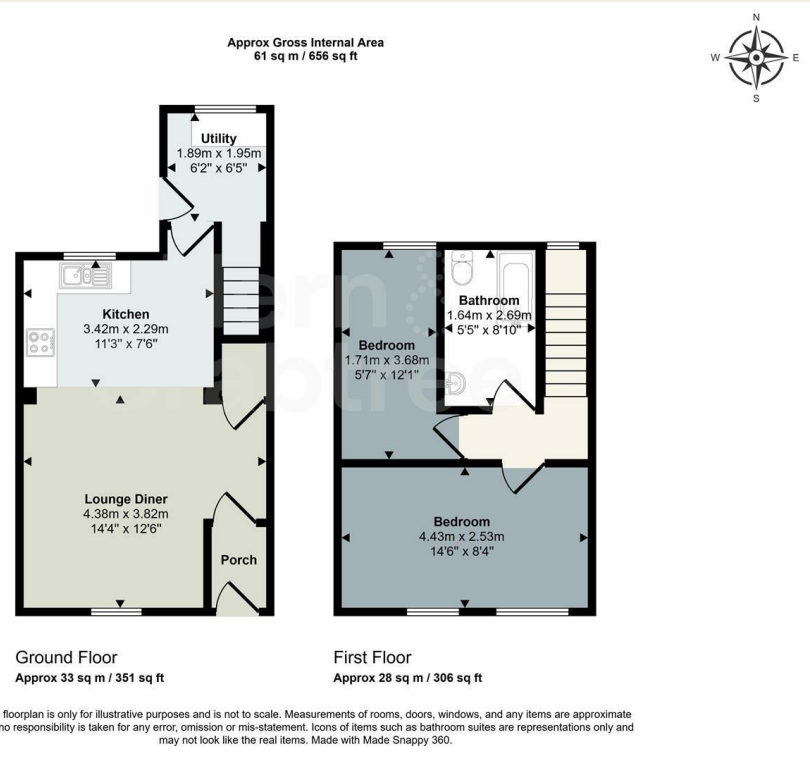 Approx Gross Internal Area
61 sq m / 656 sq ft
N
W
E
S
Utility
1.89m x 1.95m
6'2" x 6'5"
Kitchen
3.42m x 2.29m
11'3" x 7'6"
Lounge Diner
4.38m x 3.82m
14'4" x 12'6"
Porch
Bathroom
1.64m x 2.69m
5'5" x 8'10"
Bedroom
1.71m x 3.68m
5'7" x 12'1"
Bedroom
4.43m x 2.53m
14'6" x 8'4"
Ground Floor
Approx 33 sq m / 351 sq ft
First Floor
Approx 28 sq m / 306 sq ft
floorplan is only for illustrative purposes and is not to scale. Measurements of rooms, doors, windows, and any items are approximate
no responsibility is taken for any error, omission or mis-statement. Icons of items such as bathroom suites are representations only and
may not look like the real items. Made with Made Snappy 360.